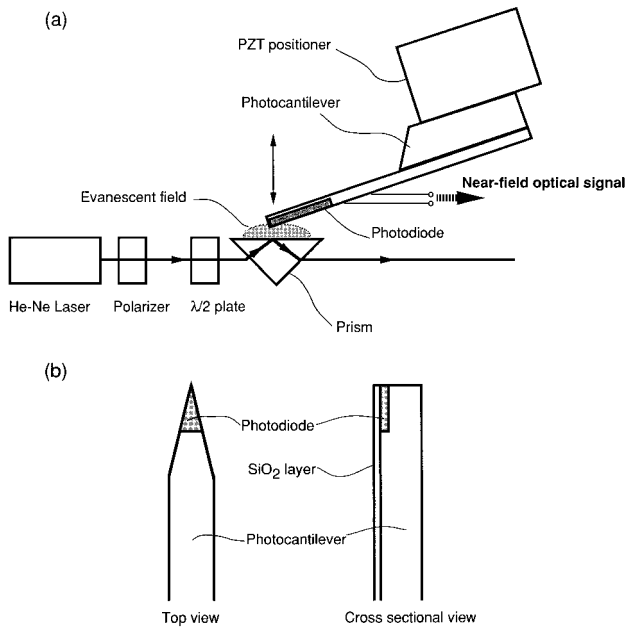 (a)
PZT positioner
Photocantilever
Near-field optical signal
Evanescent field
Photodiode
He-Ne Laser
Polarizer
λ/2 plate
Prism
(b)
Photodiode
SiO2 layer
Photocantilever
Top view
Cross sectional view